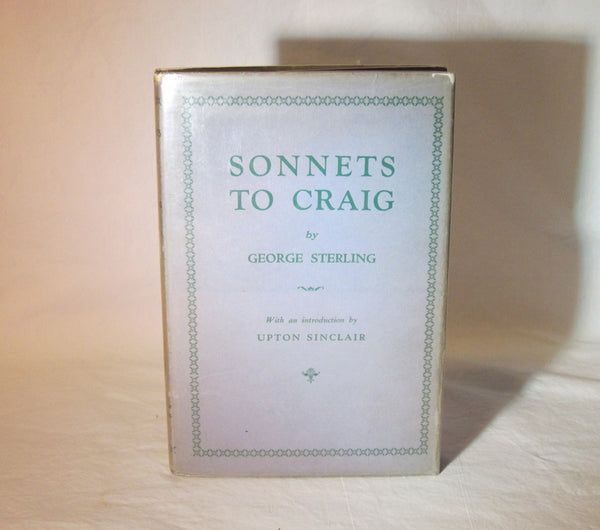 SONNETS
TO CRAIG
by
GEORGE STERLING
With an introduction by
UPTON SINCLAIR